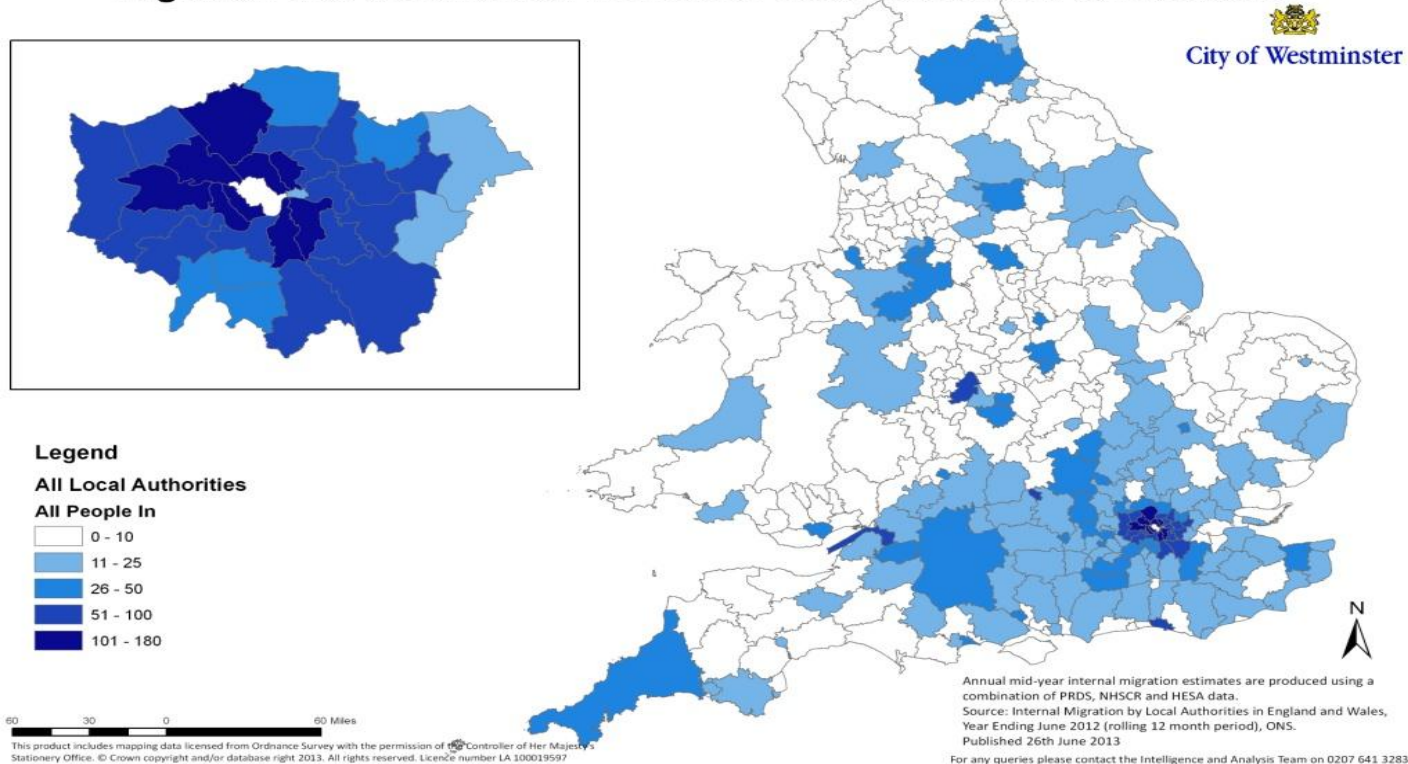 City of Westminster
Legend
All Local Authorities
All People In
0 - 10
11 - 25
26 - 50
51 - 100
101 - 180
N
60 30 0 60 Miles
This product includes mapping data licensed from Ordnance Survey with the permission of the Controller of Her Majesty's
Stationery Office. © Crown copyright and/or database right 2013. All rights reserved. Licence number LA 100019597
Annual mid-year internal migration estimates are produced using a
combination of PRDS, NHSCR and HESA data.
Source: Internal Migration by Local Authorities in England and Wales,
Year Ending June 2012 (rolling 12 month period), ONS.
Published 26th June 2013
For any queries please contact the Intelligence and Analysis Team on 0207 641 3283